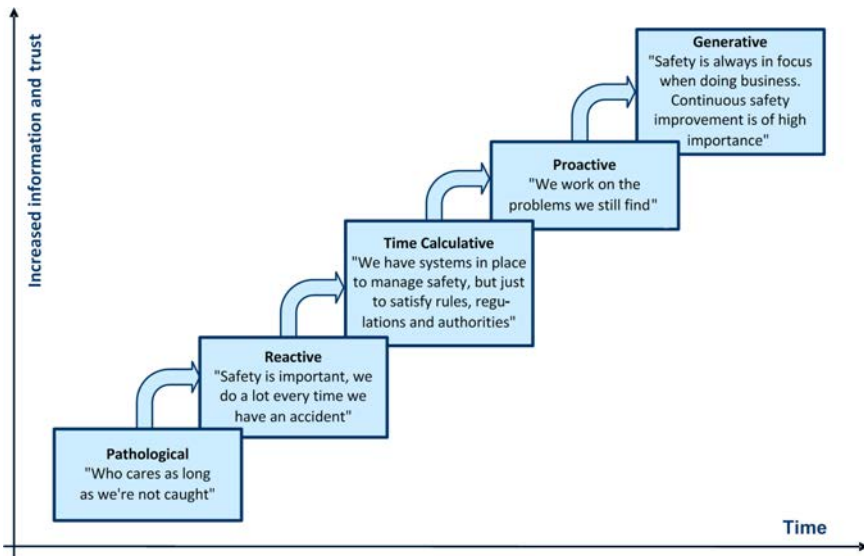 Increased information and trust
Generative
"Safety is always in focus
when doing business.
Continuous safety
improvement is of high
importance"
Proactive
"We work on the
problems we still find"
Time Calculative
"We have systems in place
to manage safety, but just
to satisfy rules, regu-
lations and authorities"
Reactive
"Safety is important, we
do a lot every time we
have an accident"
Pathological
"Who cares as long
as we're not caught"
Time